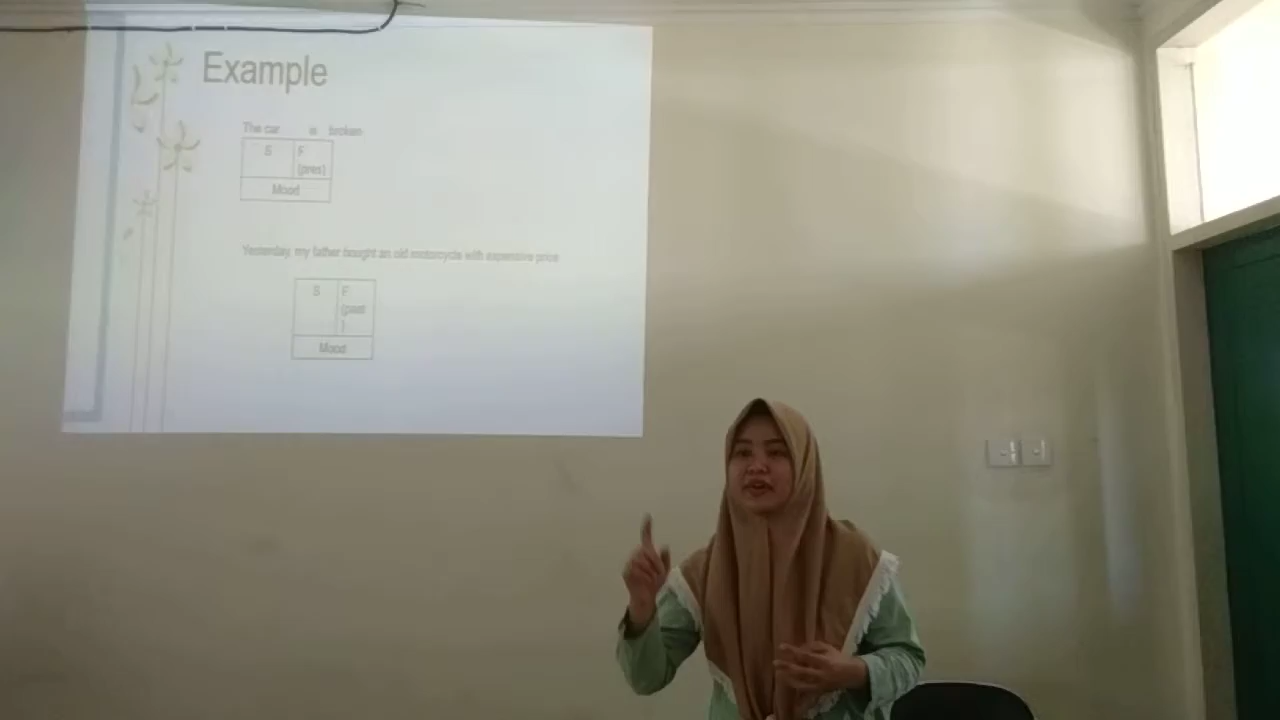 Example
The car is broken
S F
(pres)
Mood
Yesterday, my father bought an old motorcycle with expensive price
S F
(past
)
Mood